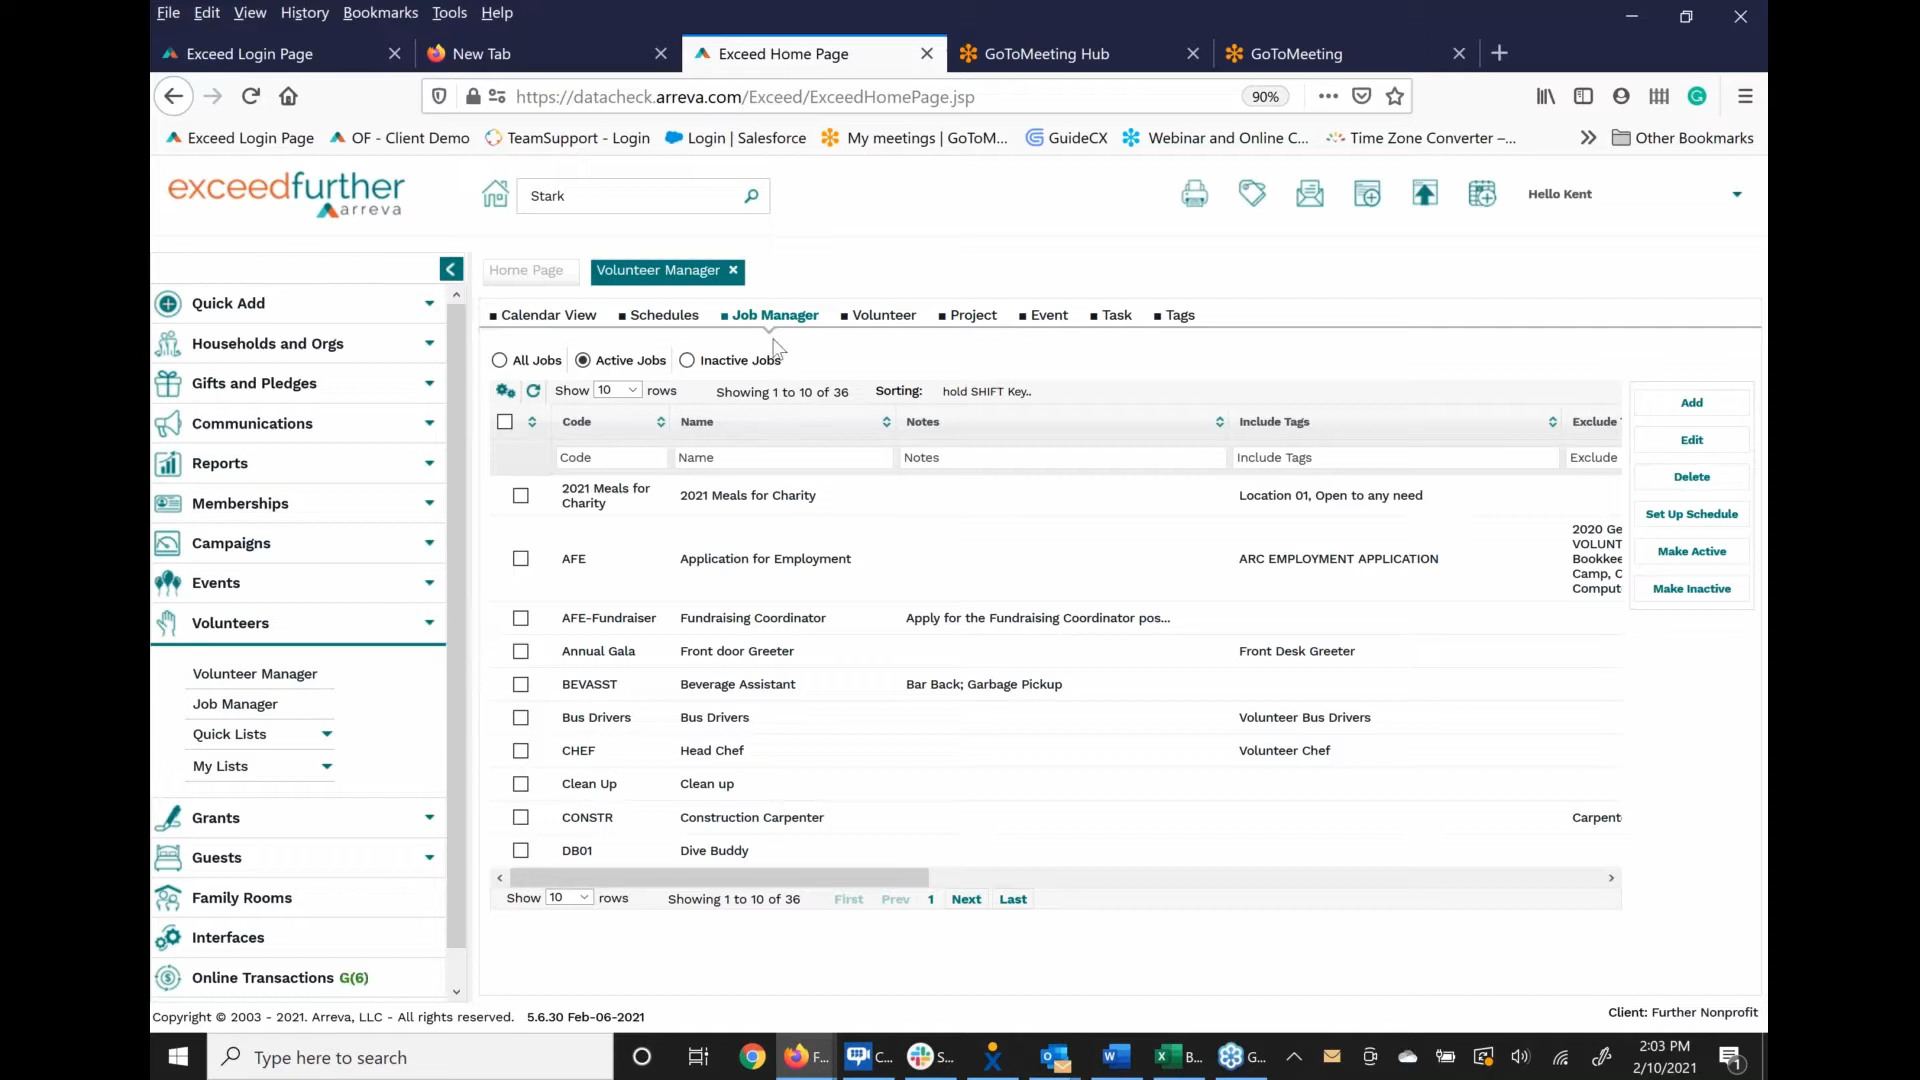 File Edit View History Bookmarks Tools Help
Exceed Login Page New Tab Exceed Home Page GoToMeeting Hub GoToMeeting
https://datacheck.arreva.com/Exceed/ExceedHomePage.jsp 90%
Exceed Login Page OF - Client Demo TeamSupport - Login Login | Salesforce My meetings | GoToM... GuideCX Webinar and Online C... Time Zone Converter –... Other Bookmarks
exceedfurther
arreva
Stark
Hello Kent
Home Page Volunteer Manager
Quick Add
Households and Orgs
Gifts and Pledges
Communications
Reports
Memberships
Campaigns
Events
Volunteers
Volunteer Manager
Job Manager
Quick Lists
My Lists
Grants
Guests
Family Rooms
Interfaces
Online Transactions G(6)
Calendar View Schedules Job Manager Volunteer Project Event Task Tags
All Jobs Active Jobs Inactive Jobs
Show 10 rows Showing 1 to 10 of 36 Sorting: hold SHIFT Key..
Code Name Notes Include Tags Exclude
Code Name Notes Include Tags Exclude
2021 Meals for
Charity
2021 Meals for Charity Location 01, Open to any need
AFE Application for Employment ARC EMPLOYMENT APPLICATION
2020 Ge
VOLUNT
Bookkee
Camp, C
Comput
AFE-Fundraiser Fundraising Coordinator Apply for the Fundraising Coordinator pos...
Annual Gala Front door Greeter Front Desk Greeter
BEVASST Beverage Assistant Bar Back; Garbage Pickup
Bus Drivers Bus Drivers Volunteer Bus Drivers
CHEF Head Chef Volunteer Chef
Clean Up Clean up
CONSTR Construction Carpenter Carpent
DB01 Dive Buddy
Show 10 rows Showing 1 to 10 of 36 First Prev 1 Next Last
Add
Edit
Delete
Set Up Schedule
Make Active
Make Inactive
Copyright © 2003 - 2021. Arreva, LLC - All rights reserved. 5.6.30 Feb-06-2021
Client: Further Nonprofit
Type here to search
F... C... S... B... G...
2:03 PM
2/10/2021
1